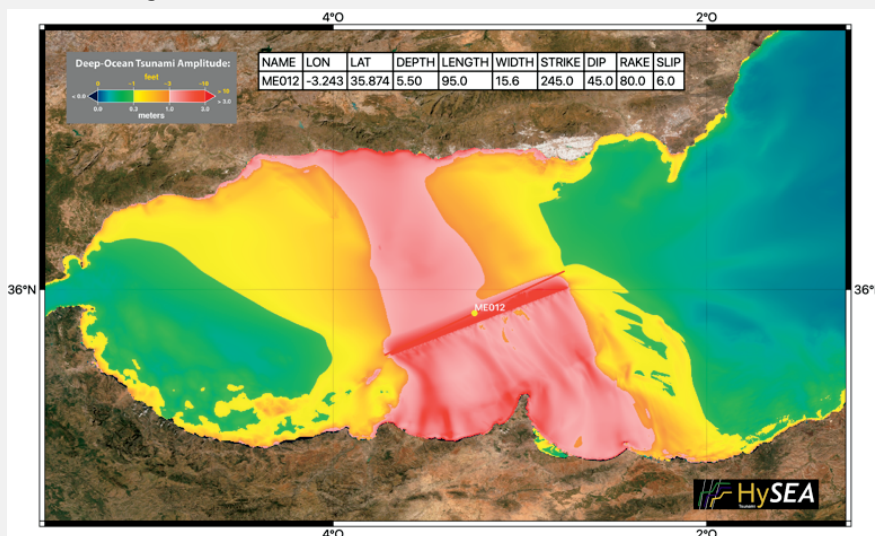 4°O 2°O
Deep-Ocean Tsunami Amplitude:
feet
0 ~1 ~3 ~10
< 0.0 > 10
> 3.0
0.0 0.3 1.0 3.0
meters
NAME LON LAT DEPTH LENGTH WIDTH STRIKE DIP RAKE SLIP
ME012 -3.243 35.874 5.50 95.0 15.6 245.0 45.0 80.0 6.0
36°N 36°N
ME012
HySEA
Tsunami
4°O 2°O